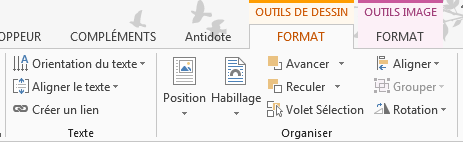 OUTILS DE DESSIN OUTILS IMAGE
OPPEUR COMPLÉMENTS Antidote FORMAT FORMAT
Orientation du texte
Aligner le texte
Créer un lien
Texte
Position
Habillage
Avancer
Reculer
Volet Sélection
Aligner
Grouper
Rotation
Organiser